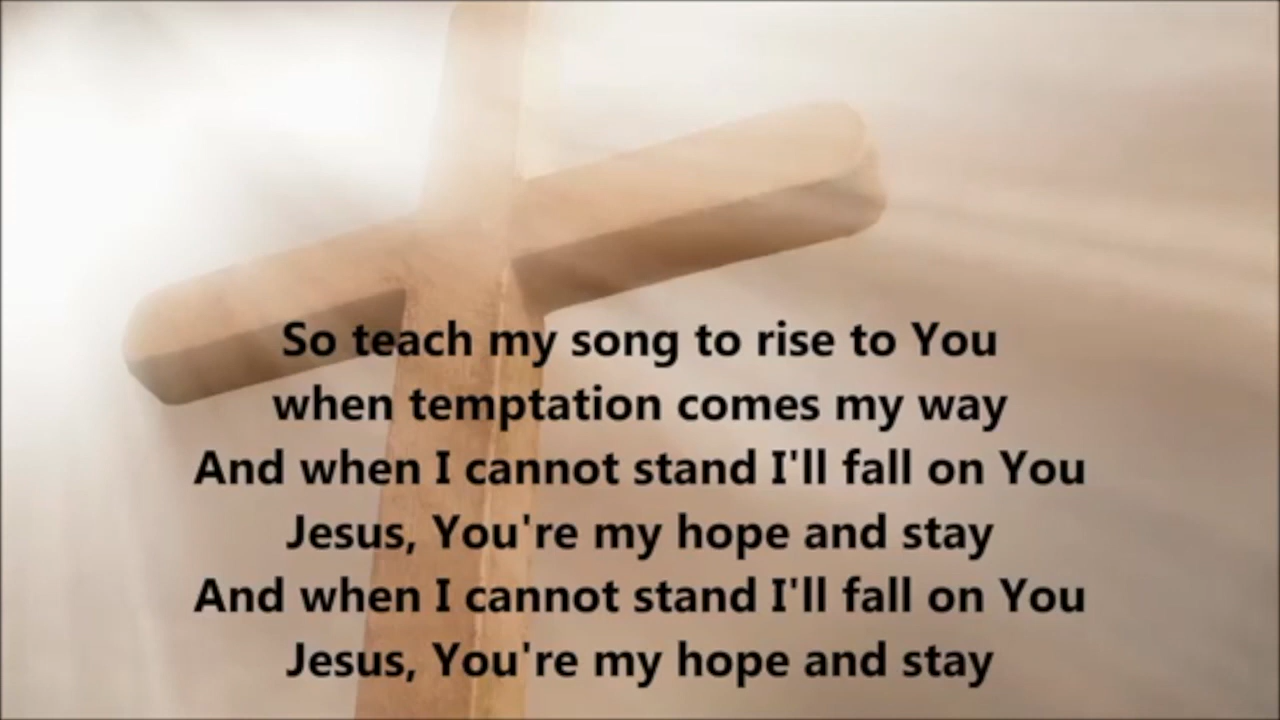 So teach my song to rise to You
when temptation comes my way
And when I cannot stand I'll fall on You
Jesus, You're my hope and stay
And when I cannot stand I'll fall on You
Jesus, You're my hope and stay